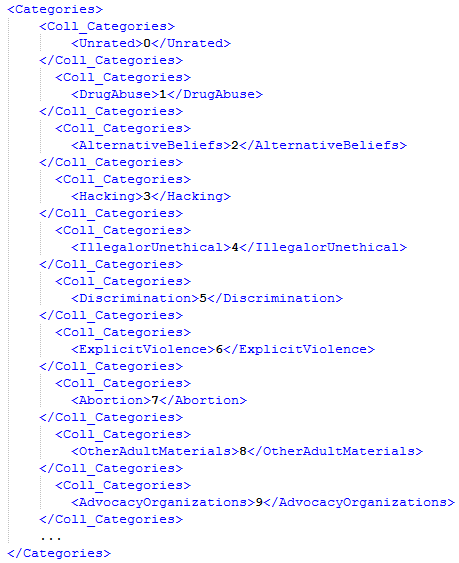 <Categories>
<Coll_Categories>
<Unrated>0</Unrated>
</Coll_Categories>
<Coll_Categories>
<DrugAbuse>1</DrugAbuse>
</Coll_Categories>
<Coll_Categories>
<AlternativeBeliefs>2</AlternativeBeliefs>
</Coll_Categories>
<Coll_Categories>
<Hacking>3</Hacking>
</Coll_Categories>
<Coll_Categories>
<IllegalorUnethical>4</IllegalorUnethical>
</Coll_Categories>
<Coll_Categories>
<Discrimination>5</Discrimination>
</Coll_Categories>
<Coll_Categories>
<ExplicitViolence>6</ExplicitViolence>
</Coll_Categories>
<Coll_Categories>
<Abortion>7</Abortion>
</Coll_Categories>
<Coll_Categories>
<OtherAdultMaterials>8</OtherAdultMaterials>
</Coll_Categories>
<Coll_Categories>
<AdvocacyOrganizations>9</AdvocacyOrganizations>
</Coll_Categories>
...
</Categories>